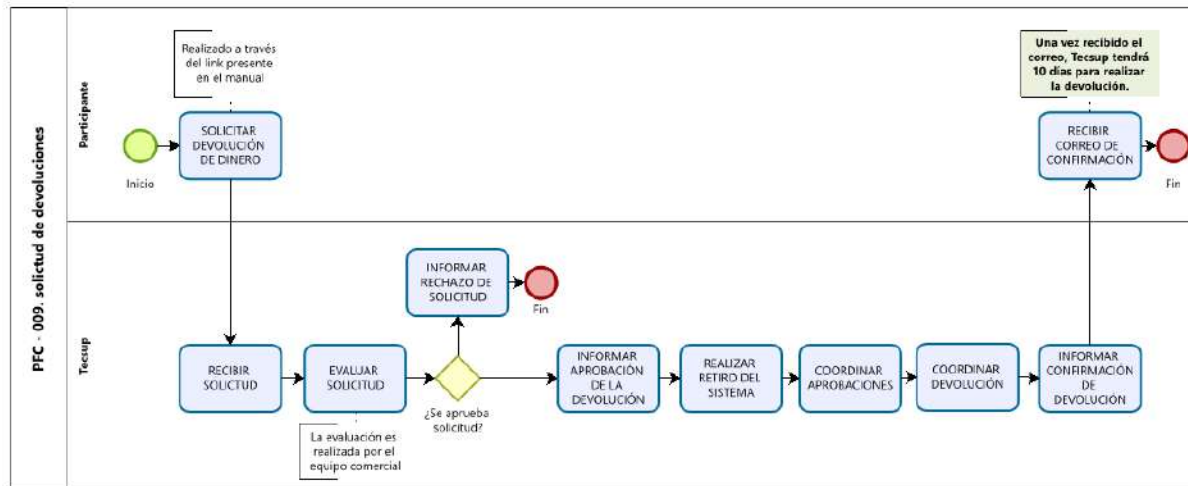 PFC - 009. solictud de devoluciones
Participante
Realizado a través
del link presente
en el manual
Inicio
SOLICITAR
DEVOLUCIÓN
DE DINERO
Una vez recibido el
correo, Tecsup tendrá
10 días para realizar
la devolución.
RECIBIR
CORREO DE
CONFIRMACIÓN
Fin
Tecsup
INFORMAR
RECHAZO DE
SOLICITUD
Fin
RECIBIR
SOLICTUD
EVALUAR
SOLICITUD
La evaluación es
realizada por el
equipo comercial
¿Se aprueba
solicitud?
INFORMAR
APROBACIÓN
DE LA
DEVOLUCIÓN
REALIZAR
RETIRO DEL
SISTEMA
COORDINAR
APROBACIONES
COORDINAR
DEVOLUCIÓN
INFORMAR
CONFIRMACIÓN
DE
DEVOLUCIÓN